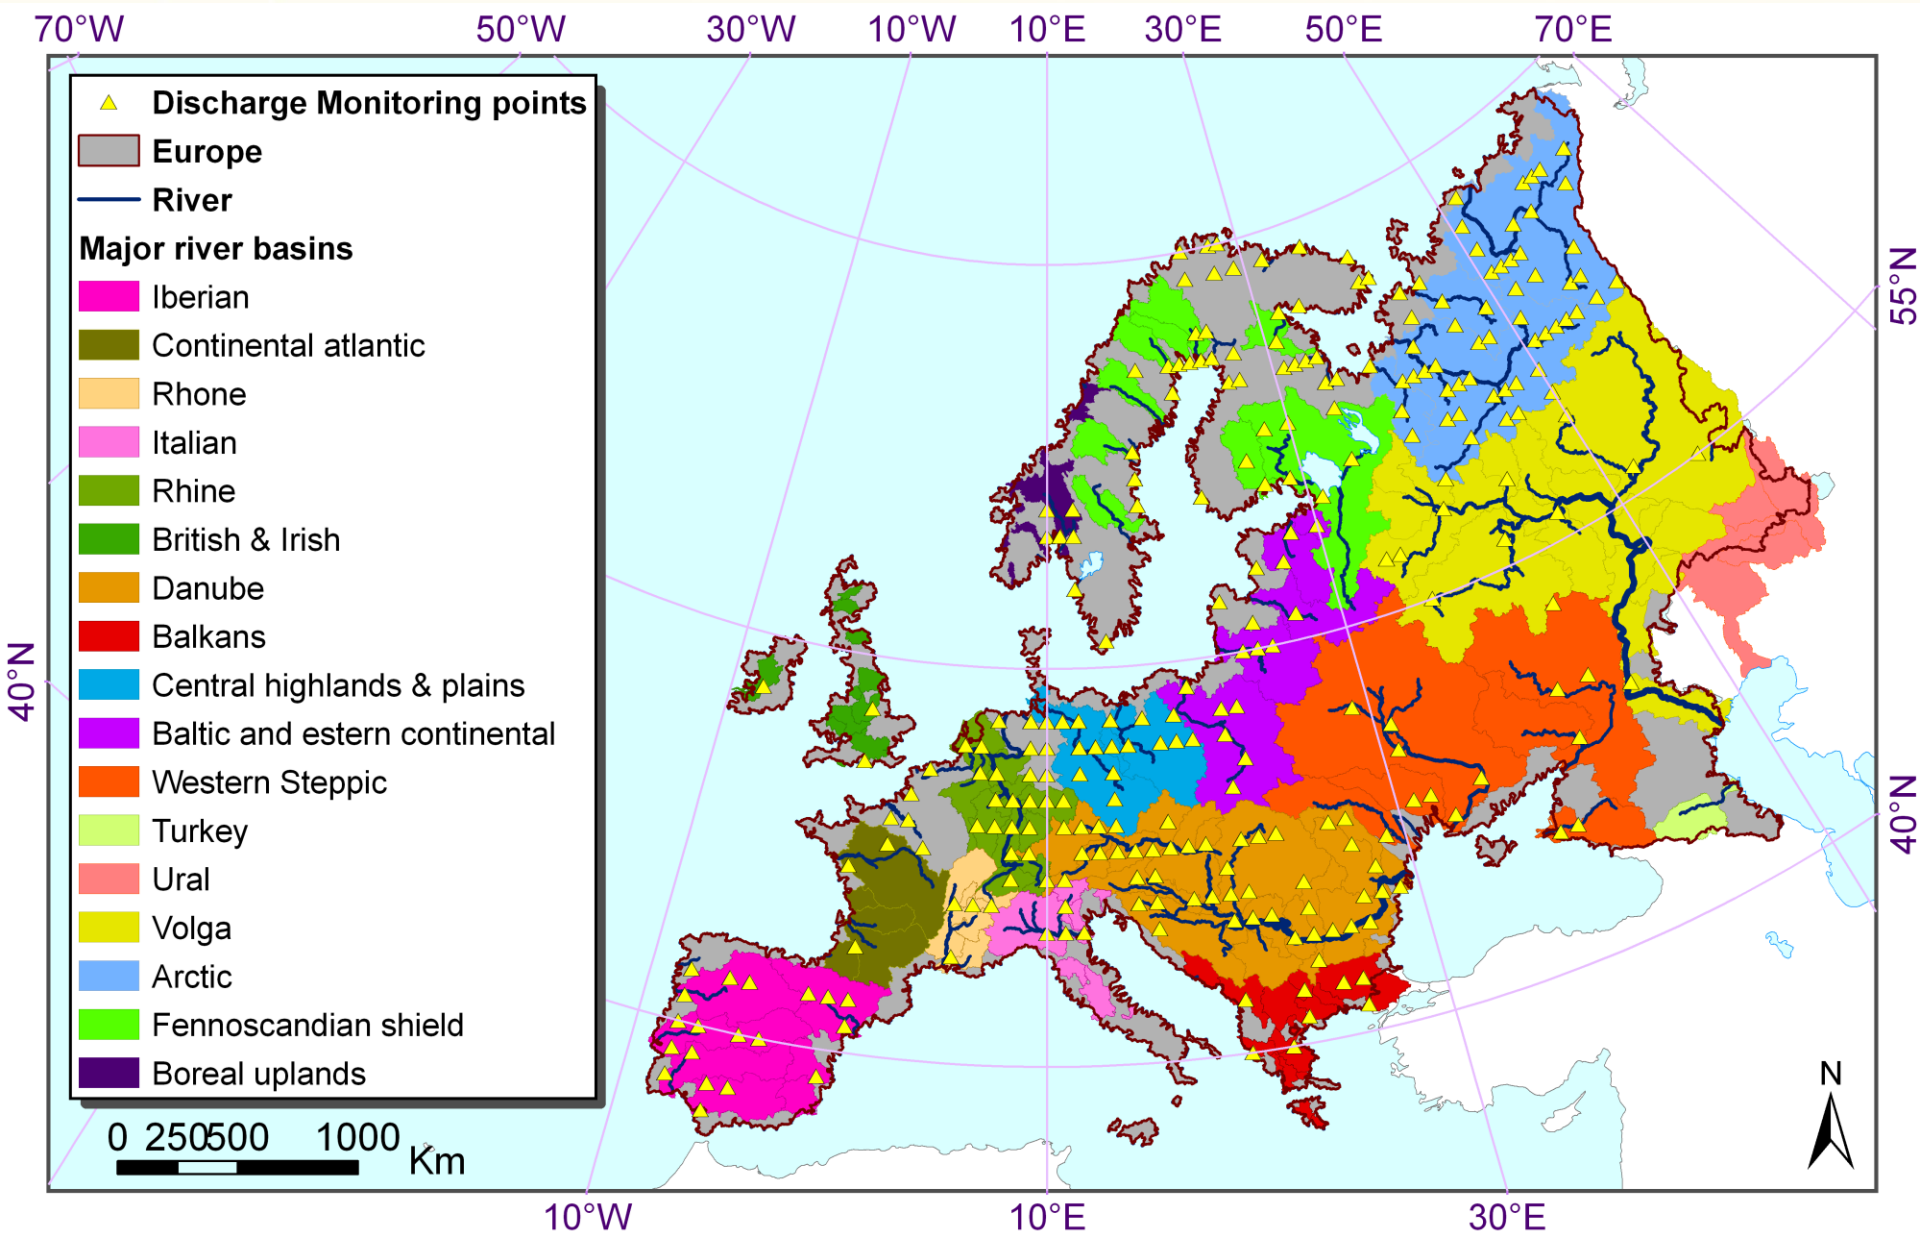 70°W 50°W 30°W 10°W 10°E 30°E 50°E 70°E
Discharge Monitoring points
Europe
River
Major river basins
Iberian
Continental atlantic
Rhone
Italian
Rhine
British & Irish
Danube
Balkans
Central highlands & plains
Baltic and estern continental
Western Steppic
Turkey
Ural
Volga
Arctic
Fennoscandian shield
Boreal uplands
40°N
55°N
40°N
0 250 500 1000
Km
N
10°W 10°E 30°E